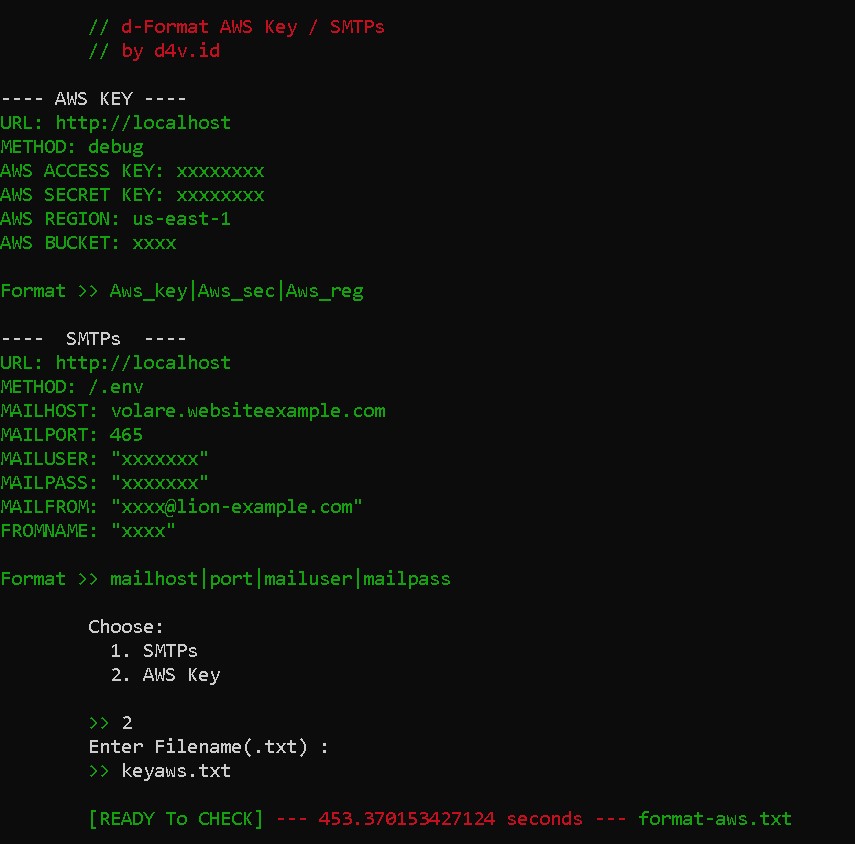 // d-Format AWS Key / SMTPs
// by d4v.id
---- AWS KEY ----
URL: http://localhost
METHOD: debug
AWS ACCESS KEY: xxxxxxxx
AWS SECRET KEY: xxxxxxxx
AWS REGION: us-east-1
AWS BUCKET: xxxx
Format >> Aws_key|Aws_sec|Aws_reg
----  SMTPs  ----
URL: http://localhost
METHOD: /.env
MAILHOST: volare.websiteexample.com
MAILPORT: 465
MAILUSER: "xxxxxxx"
MAILPASS: "xxxxxxx"
MAILFROM: "xxxx@lion-example.com"
FROMNAME: "xxxx"
Format >> mailhost|port|mailuser|mailpass
Choose:
1. SMTPs
2. AWS Key
>> 2
Enter Filename(.txt) :
>> keyaws.txt
[READY To CHECK] --- 453.370153427124 seconds --- format-aws.txt